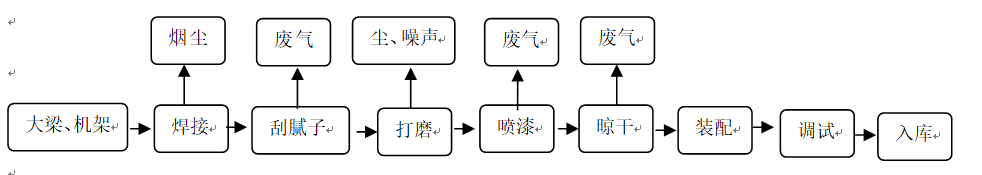 烟尘
废气
尘、噪声
废气
废气
大梁、机架
焊接
刮腻子
打磨
喷漆
晾干
装配
调试
入库